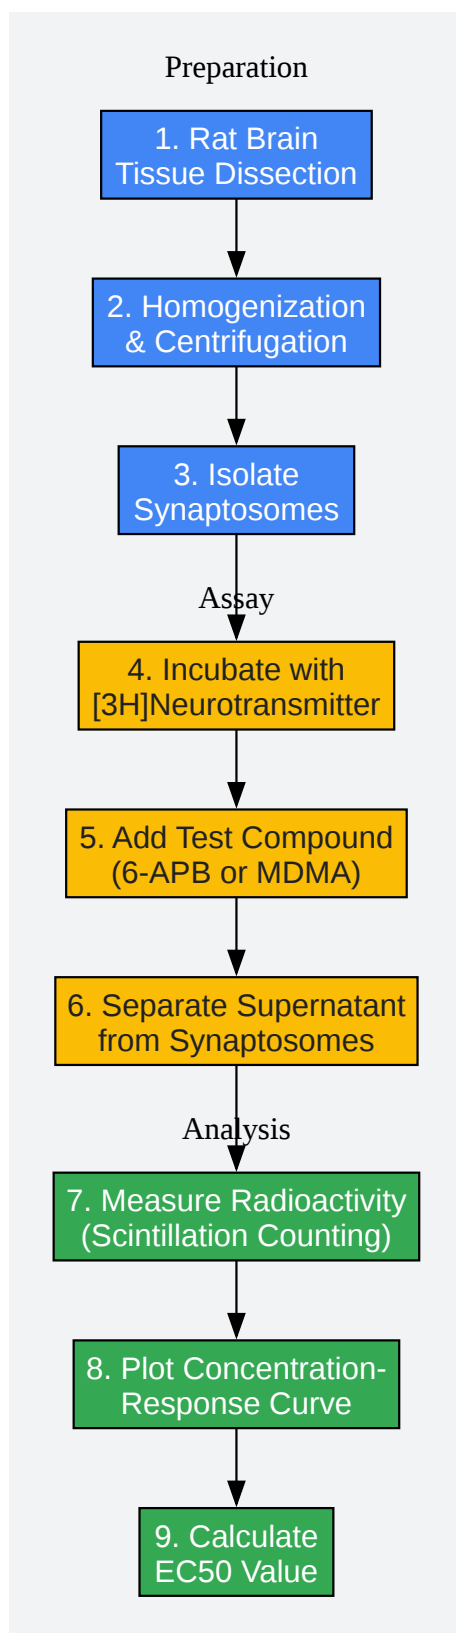 Preparation
1. Rat Brain
Tissue Dissection
2. Homogenization
& Centrifugation
3. Isolate
Synaptosomes
Assay
4. Incubate with
[3H]Neurotransmitter
5. Add Test Compound
(6-APB or MDMA)
6. Separate Supernatant
from Synaptosomes
Analysis
7. Measure Radioactivity
(Scintillation Counting)
8. Plot Concentration-
Response Curve
9. Calculate
EC50 Value